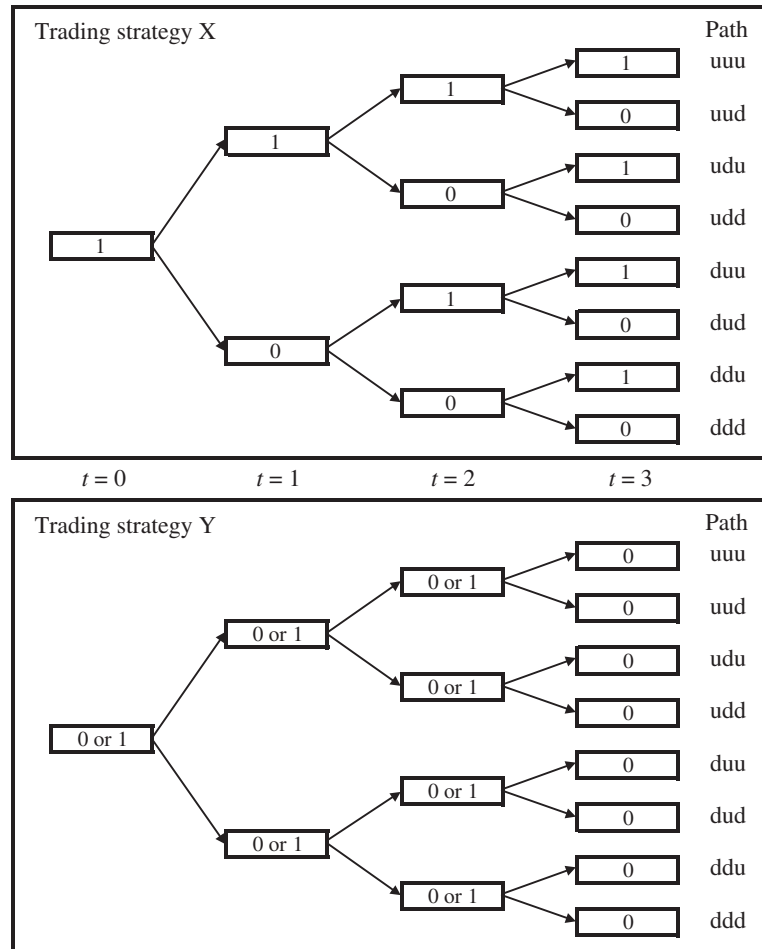 Trading strategy X
Path
1
uuu
1
0
uud
1
1
udu
0
0
udd
1
1
duu
1
0
dud
0
1
ddu
0
0
ddd
t = 0 t = 1 t = 2 t = 3
Trading strategy Y
Path
0
uuu
0 or 1
0
uud
0 or 1
0
udu
0 or 1
0
udd
0 or 1
0
duu
0 or 1
0
dud
0 or 1
0
ddu
0 or 1
0
ddd